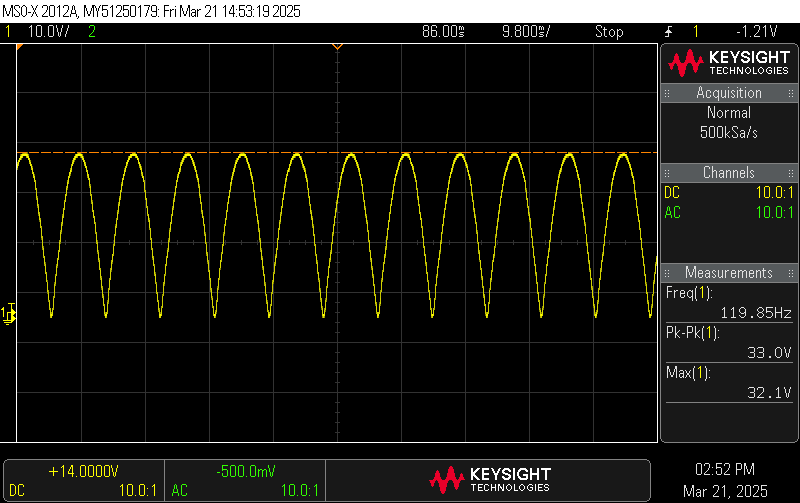 MSO-X 2012A, MY51250179: Fri Mar 21 14:53:19 2025
1 10.0V/ 2 86.00s 9.800s/ Stop 1 -1.21V
KEYSIGHT
TECHNOLOGIES
Acquisition
Normal
500kSa/s
Channels
DC 10.0:1
AC 10.0:1
Measurements
Freq(1):
119.85Hz
Pk-Pk(1):
33.0V
Max(1):
32.1V
T
1
+14.0000V
DC 10.0:1
-500.0mV
AC 10.0:1
KEYSIGHT
TECHNOLOGIES
02:52 PM
Mar 21, 2025